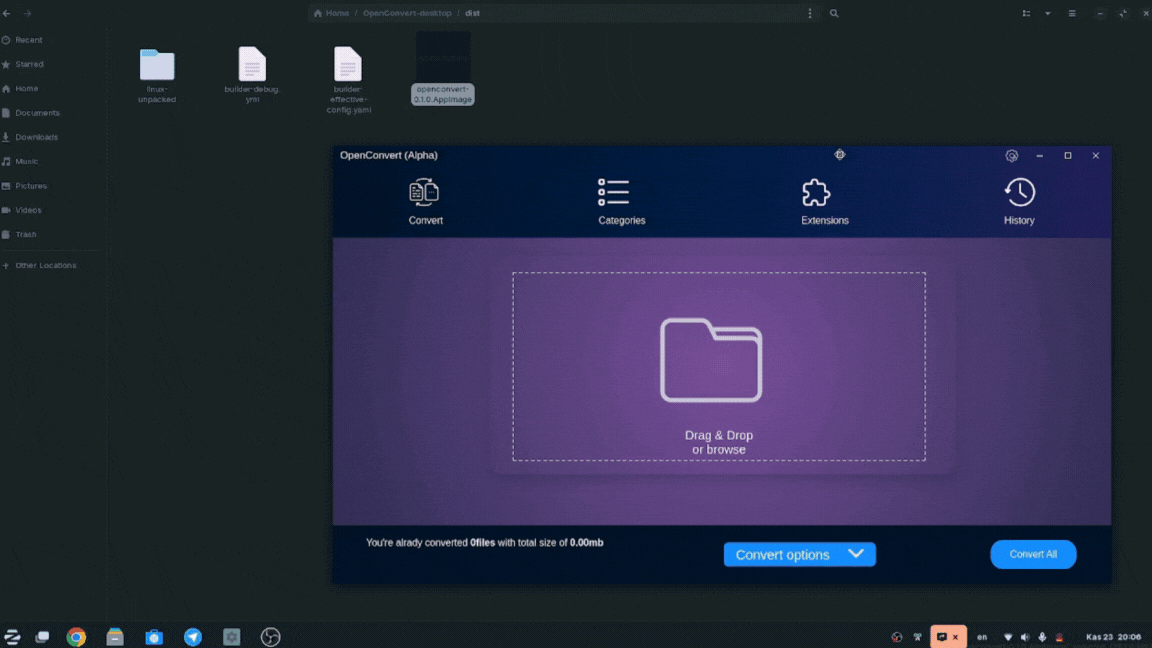 Home / OpenConvert-desktop / dist
Recent
Starred
Home
Documents
Downloads
Music
Pictures
Videos
Trash
Other Locations
linux-
unpacked
builder-debug.
yml
builder-
effective-
config.yaml
openconvert-
0.1.0.AppImage
OpenConvert (Alpha)
Convert
Categories
Extensions
History
Drag & Drop
or browse
You're alrady converted 0files with total size of 0.00mb
Convert options
Convert All
en
Kas 23 20:06